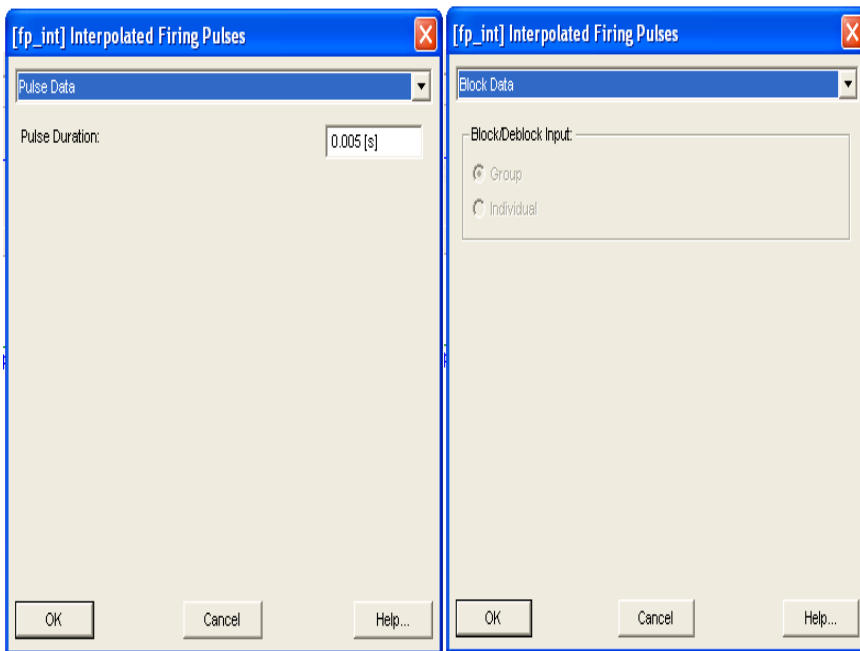 [fp_int] Interpolated Firing Pulses
Pulse Data
Pulse Duration:
0.005 [s]
OK
Cancel
Help...
[fp_int] Interpolated Firing Pulses
Block Data
Block/Deblock Input:
Group
Individual
OK
Cancel
Help...